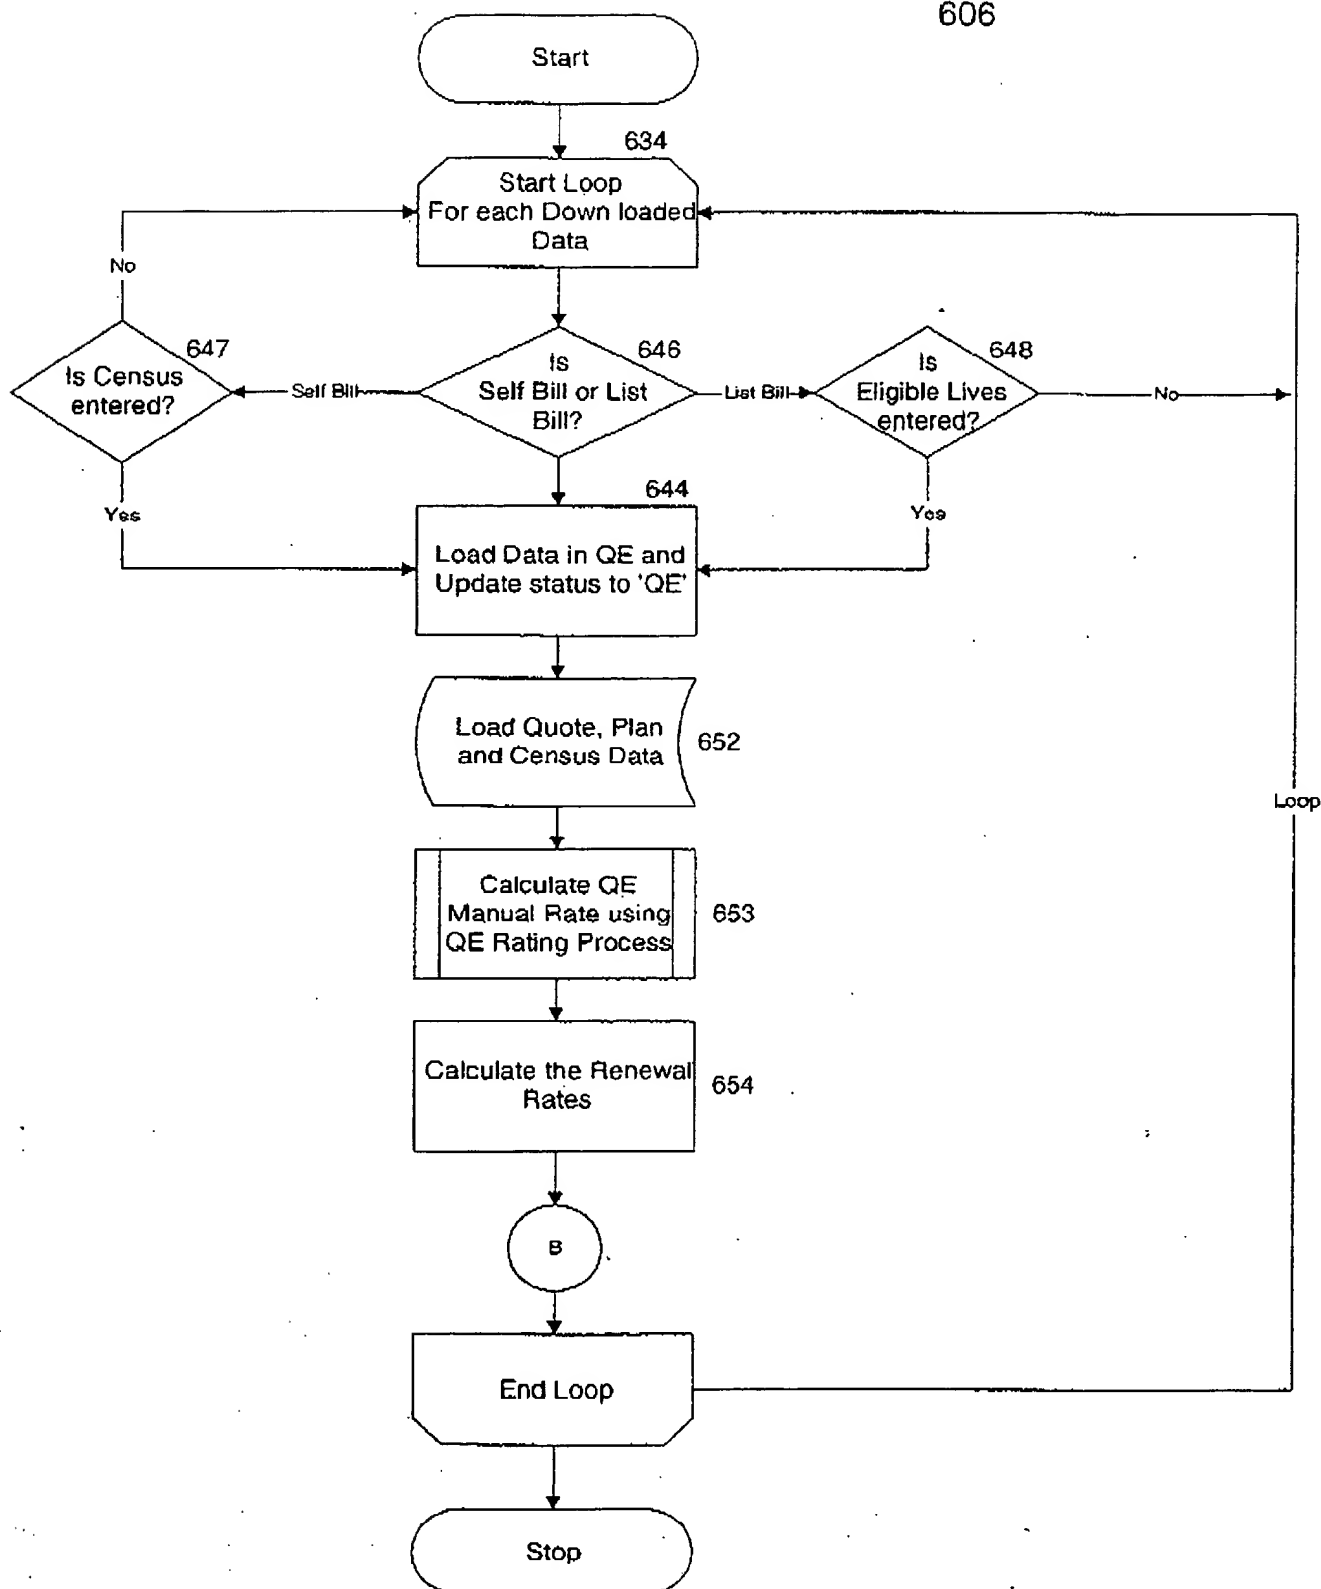 606
Start
634
Start Loop
For each Down loaded
Data
No
647
Is Census
entered?
Self Bill
646
Is
Self Bill or List
Bill?
List Bill
648
Is
Eligible Lives
entered?
No
Yes
644
Load Data in QE and
Update status to 'QE'
Yes
Load Quote, Plan
and Census Data
652
Loop
Calculate QE
Manual Rate using
QE Rating Process
653
Calculate the Renewal
Rates
654
B
End Loop
Stop